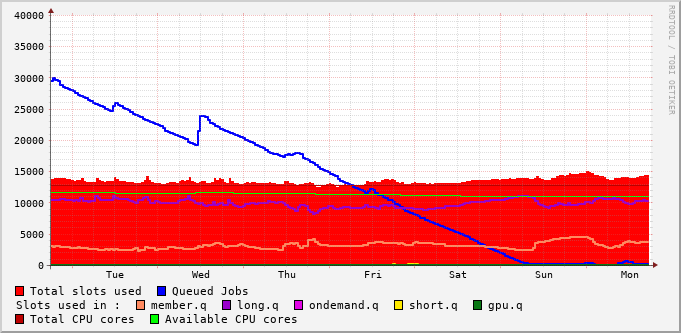 RRDTOOL / TOBI OETIKER
40000
35000
30000
25000
20000
15000
10000
5000
0
Tue Wed Thu Fri Sat Sun Mon
Total slots used Queued Jobs
Slots used in : member.q long.q ondemand.q short.q gpu.q
Total CPU cores Available CPU cores